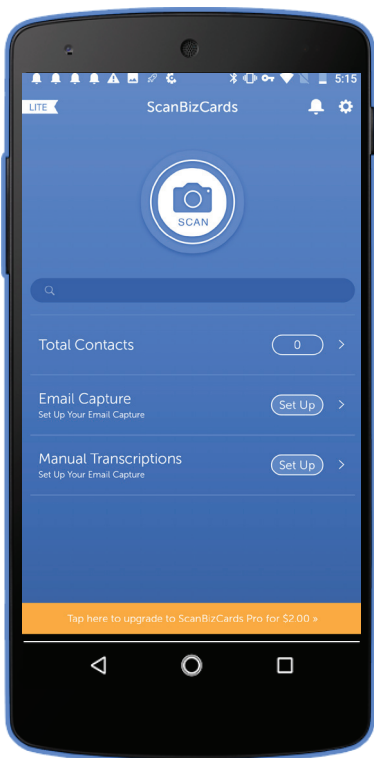 5:15
LITE
ScanBizCards
SCAN
Total Contacts
0
Email Capture
Set Up Your Email Capture
Set Up
Manual Transcriptions
Set Up Your Email Capture
Set Up
Tap here to upgrade to ScanBizCards Pro for $2.00 »